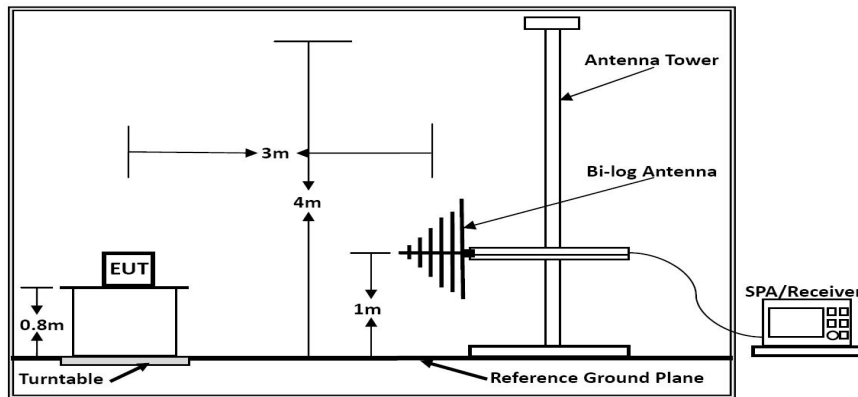 Antenna Tower
3m
Bi-log Antenna
4m
EUT
SPA/Receiver
0.8m
1m
Turntable
Reference Ground Plane